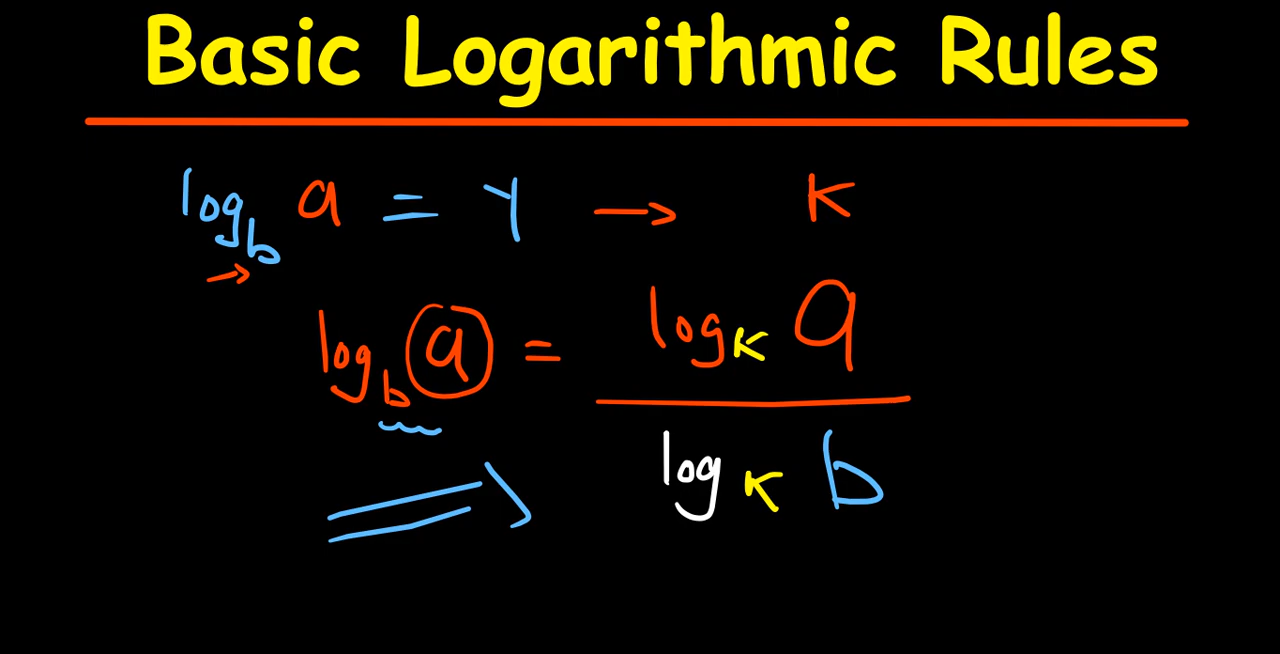 Basic Logarithmic Rules
log_b a = y → K
→
log_b a = log_K a
log_K b